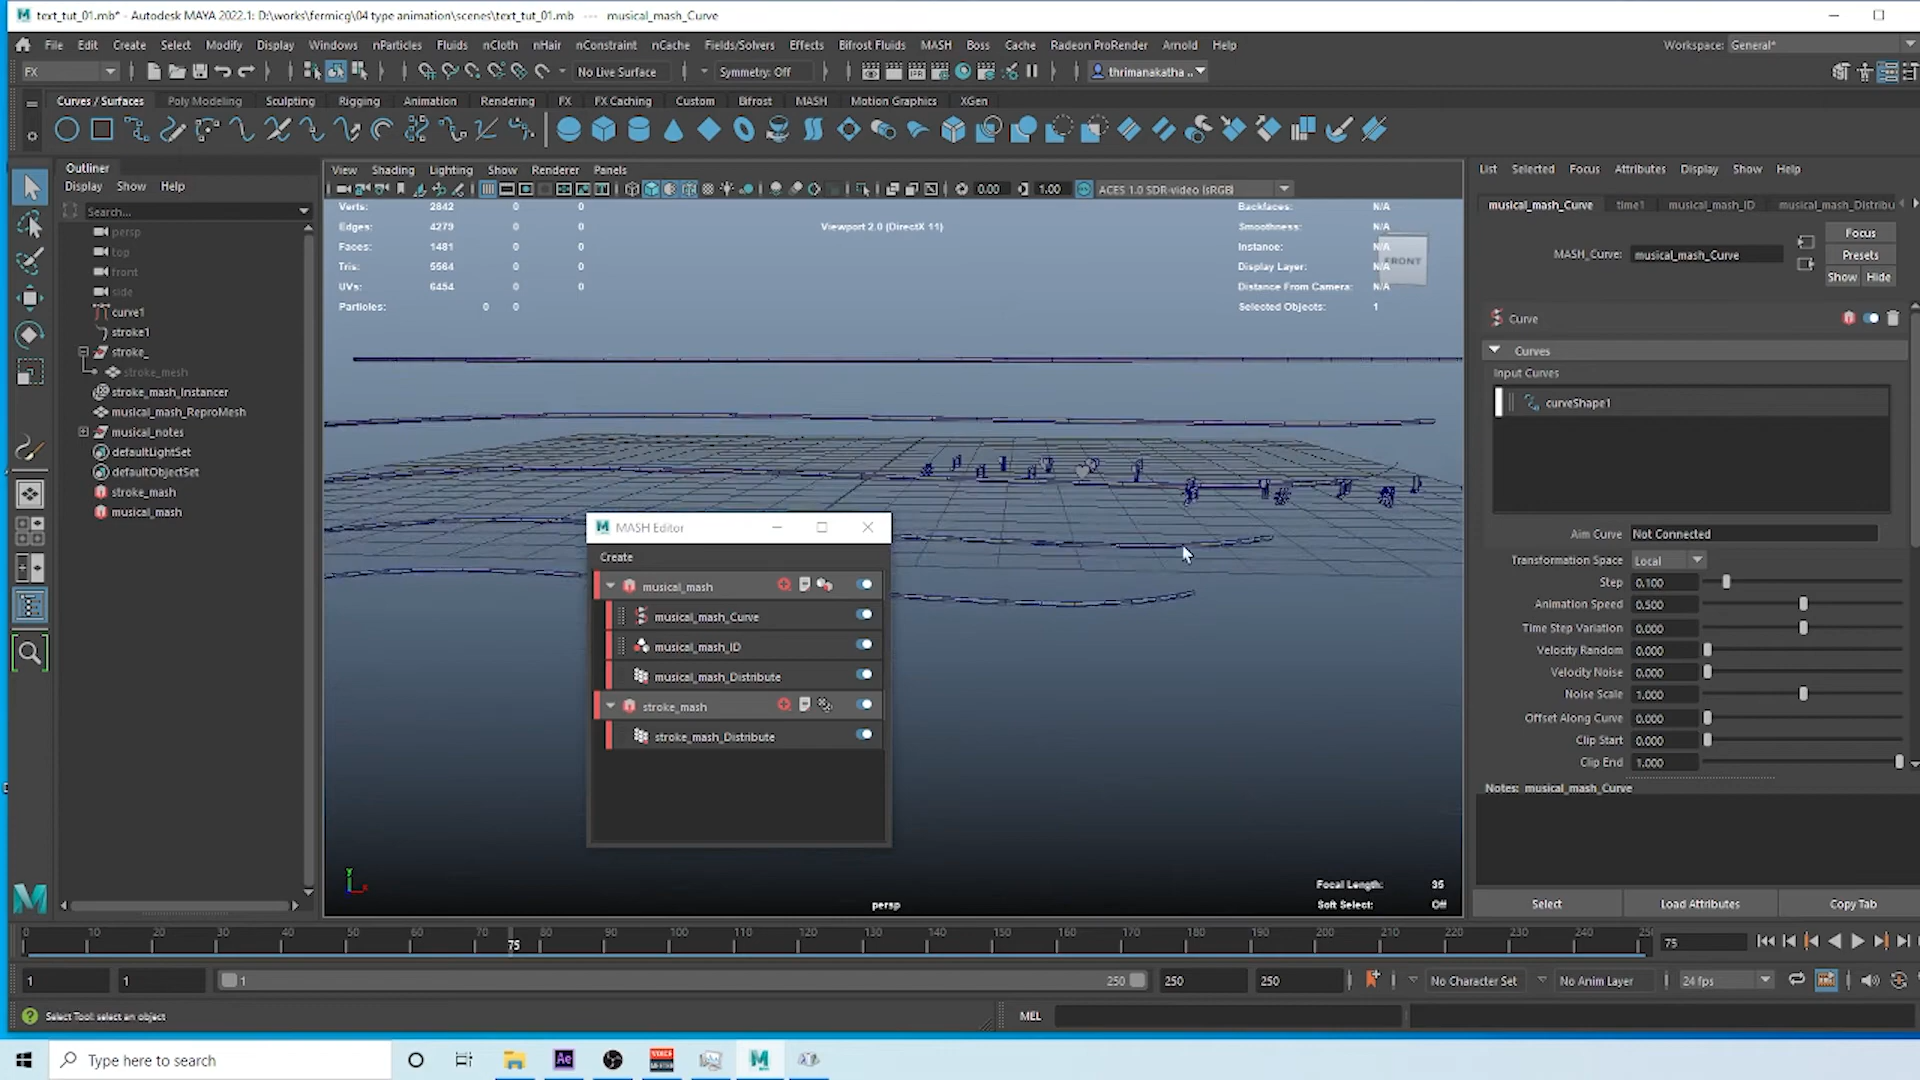 text_tut_01.mb* - Autodesk MAYA 2022.1: D:\works\fermicg\04 type animation\scenes\text_tut_01.mb --- musical_mash_Curve
File Edit Create Select Modify Display Windows nParticles Fluids nCloth nHair nConstraint nCache Fields/Solvers Effects Bifrost Fluids MASH Boss Cache Radeon ProRender Arnold Help
Workspace: General*
FX No Live Surface Symmetry: Off thrimanakatha ..
Curves / Surfaces Poly Modeling Sculpting Rigging Animation Rendering FX FX Caching Custom Bifrost MASH Motion Graphics XGen
Outliner
Display Show Help
Search...
persp
top
front
side
curve1
stroke1
stroke_
stroke_mesh
stroke_mash_Instancer
musical_mash_ReproMesh
musical_notes
defaultLightSet
defaultObjectSet
stroke_mash
musical_mash
View Shading Lighting Show Renderer Panels
0.00 1.00 ACES 1.0 SDR-video (sRGB)
Verts: 2842 0 0
Edges: 4279 0 0
Faces: 1481 0 0
Tris: 5564 0 0
UVs: 6454 0 0
Particles: 0 0
Viewport 2.0 (DirectX 11)
Backfaces: N/A
Smoothness: N/A
Instance: N/A
Display Layer: N/A
Distance From Camera: N/A
Selected Objects: 1
FRONT
MASH Editor
Create
musical_mash
musical_mash_Curve
musical_mash_ID
musical_mash_Distribute
stroke_mash
stroke_mash_Distribute
Focal Length: 35
Soft Select: Off
persp
y
x
List Selected Focus Attributes Display Show Help
musical_mash_Curve time1 musical_mash_ID musical_mash_Distribu
MASH_Curve: musical_mash_Curve
Focus
Presets
Show Hide
Curve
Curves
Input Curves
curveShape1
Aim Curve Not Connected
Transformation Space Local
Step 0.100
Animation Speed 0.500
Time Step Variation 0.000
Velocity Random 0.000
Velocity Noise 0.000
Noise Scale 1.000
Offset Along Curve 0.000
Clip Start 0.000
Clip End 1.000
Notes: musical_mash_Curve
Select Load Attributes Copy Tab
0 10 20 30 40 50 60 70 75 80 90 100 110 120 130 140 150 160 170 180 190 200 210 220 230 240 25
75
1 1 1 250 250 250 No Character Set No Anim Layer 24 fps
Select Tool: select an object
MEL
Type here to search
Ae